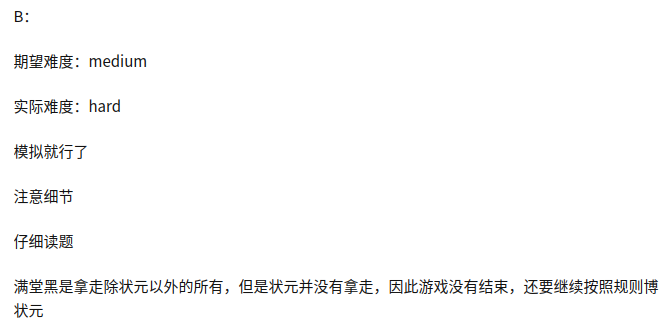 B：
期望难度：medium
实际难度：hard
模拟就行了
注意细节
仔细读题
满堂黑是拿走除状元以外的所有，但是状元并没有拿走，因此游戏没有结束，还要继续按照规则博
状元